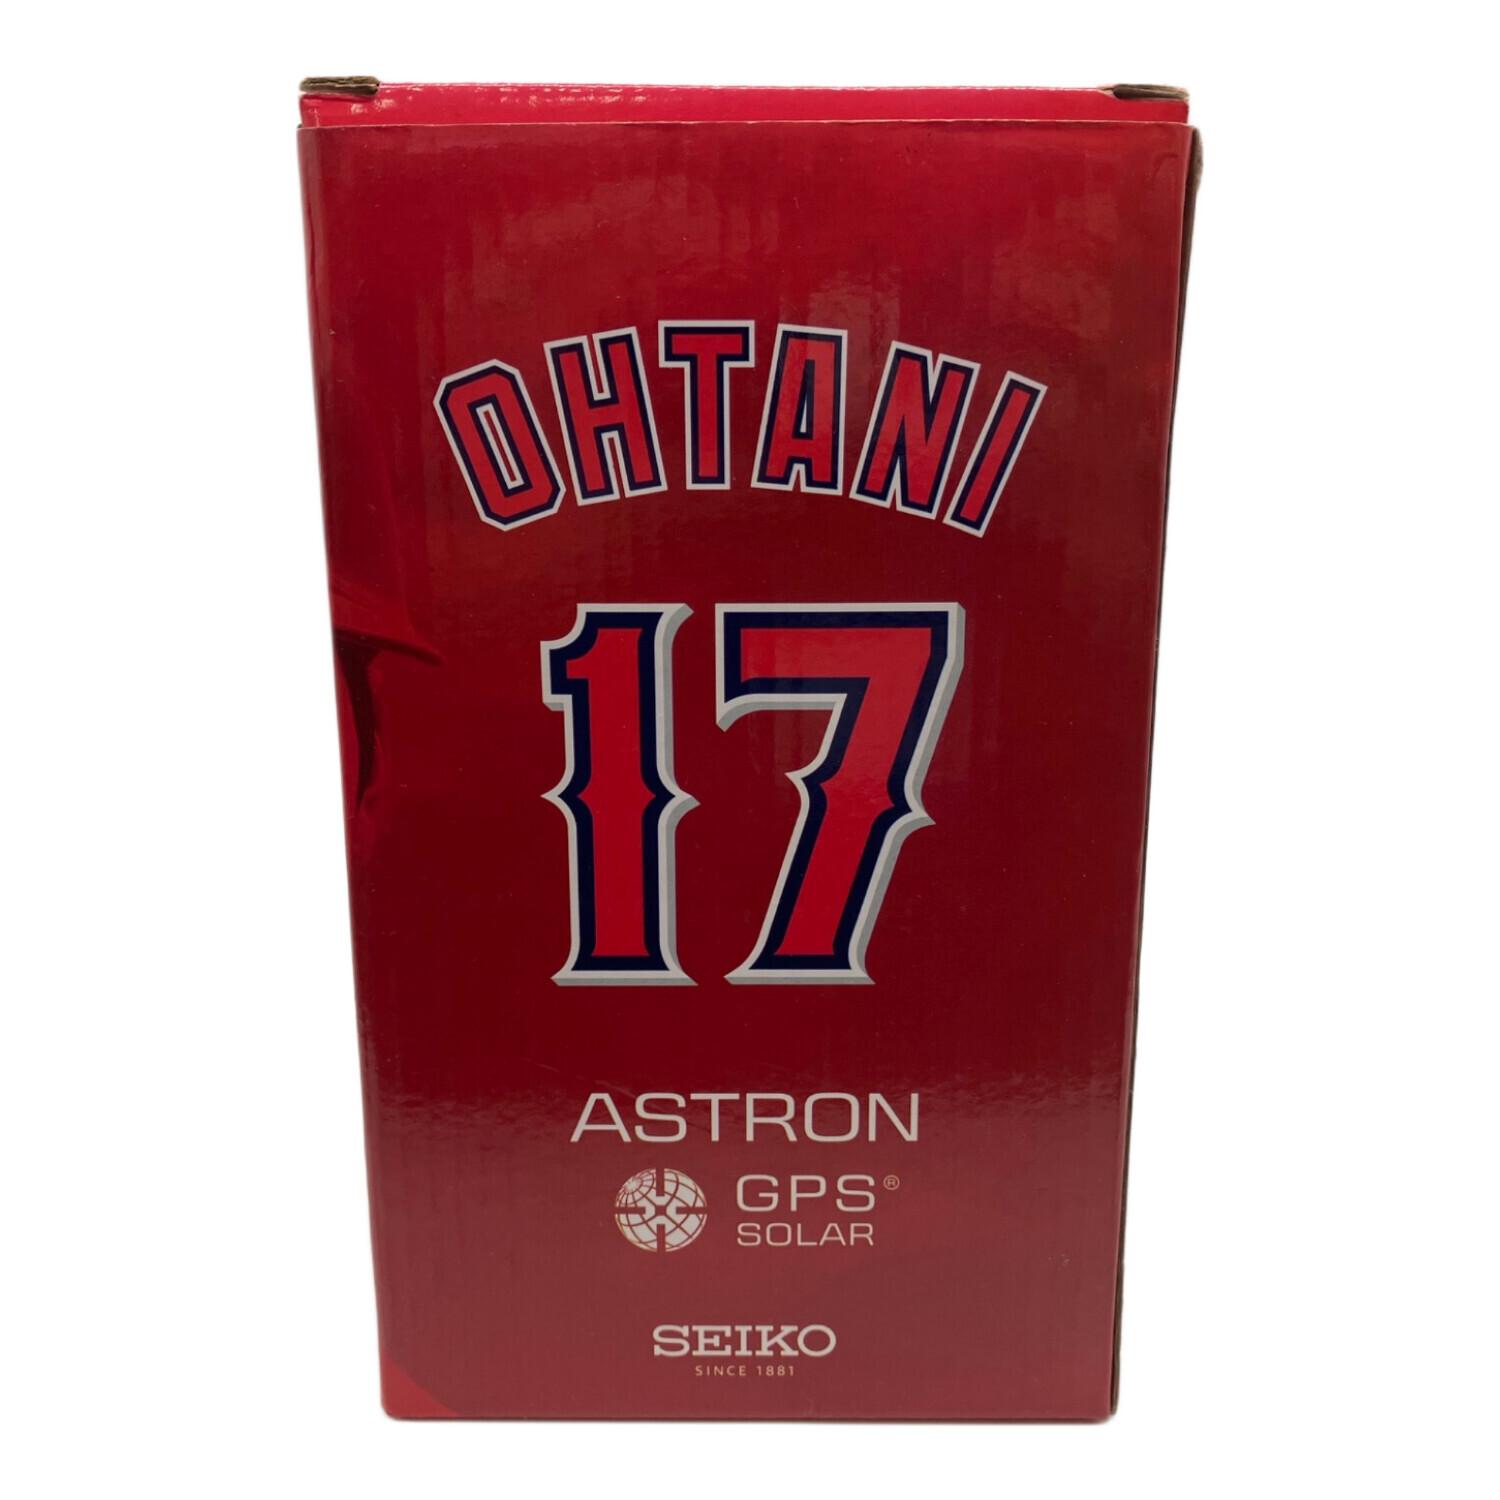 OHTANI
17
ASTRON
GPS®
SOLAR
SEIKO
SINCE 1881